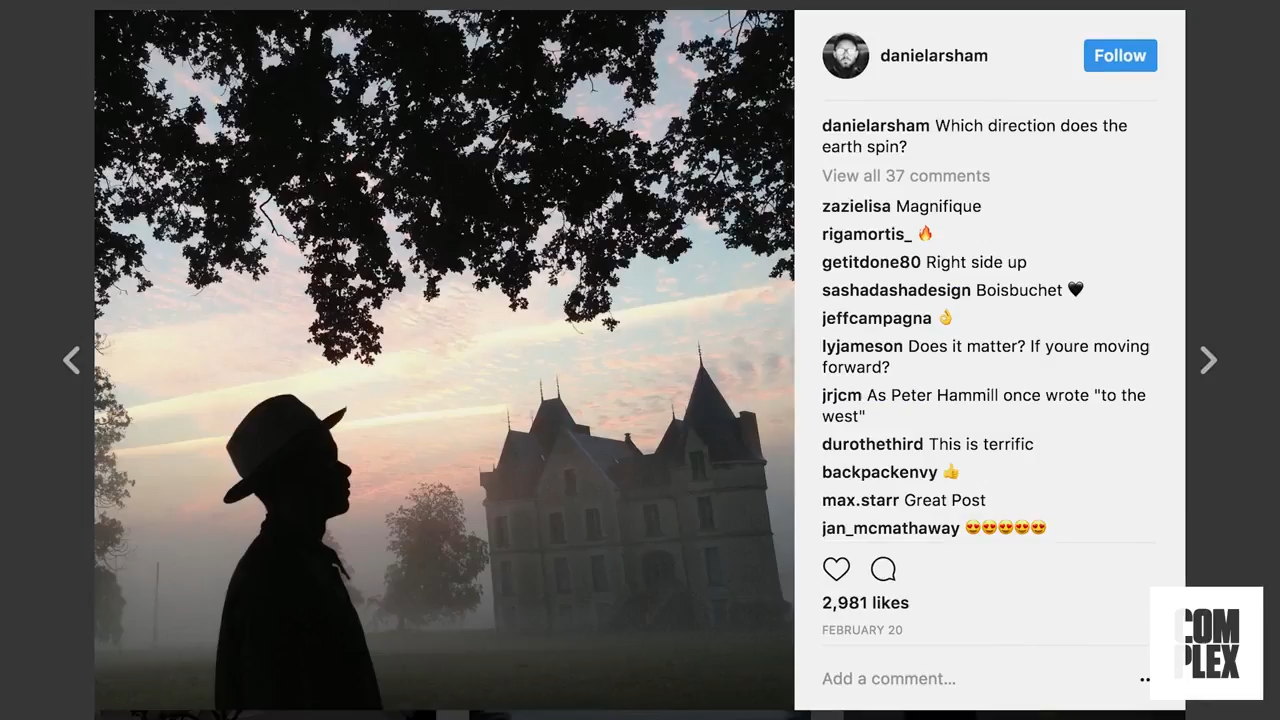 danielarsham
Follow
danielarsham Which direction does the
earth spin?
View all 37 comments
zazielisa Magnifique
rigamortis_ 🔥
getitdone80 Right side up
sashadashadesign Boisbuchet 🖤
jeffcampagna 👌
lyjameson Does it matter? If youre moving
forward?
jrjcm As Peter Hammill once wrote "to the
west"
durothethird This is terrific
backpackenvy 👍
max.starr Great Post
jan_mcmathaway 😍😍😍😍😍
2,981 likes
FEBRUARY 20
Add a comment...
COM
PLEX